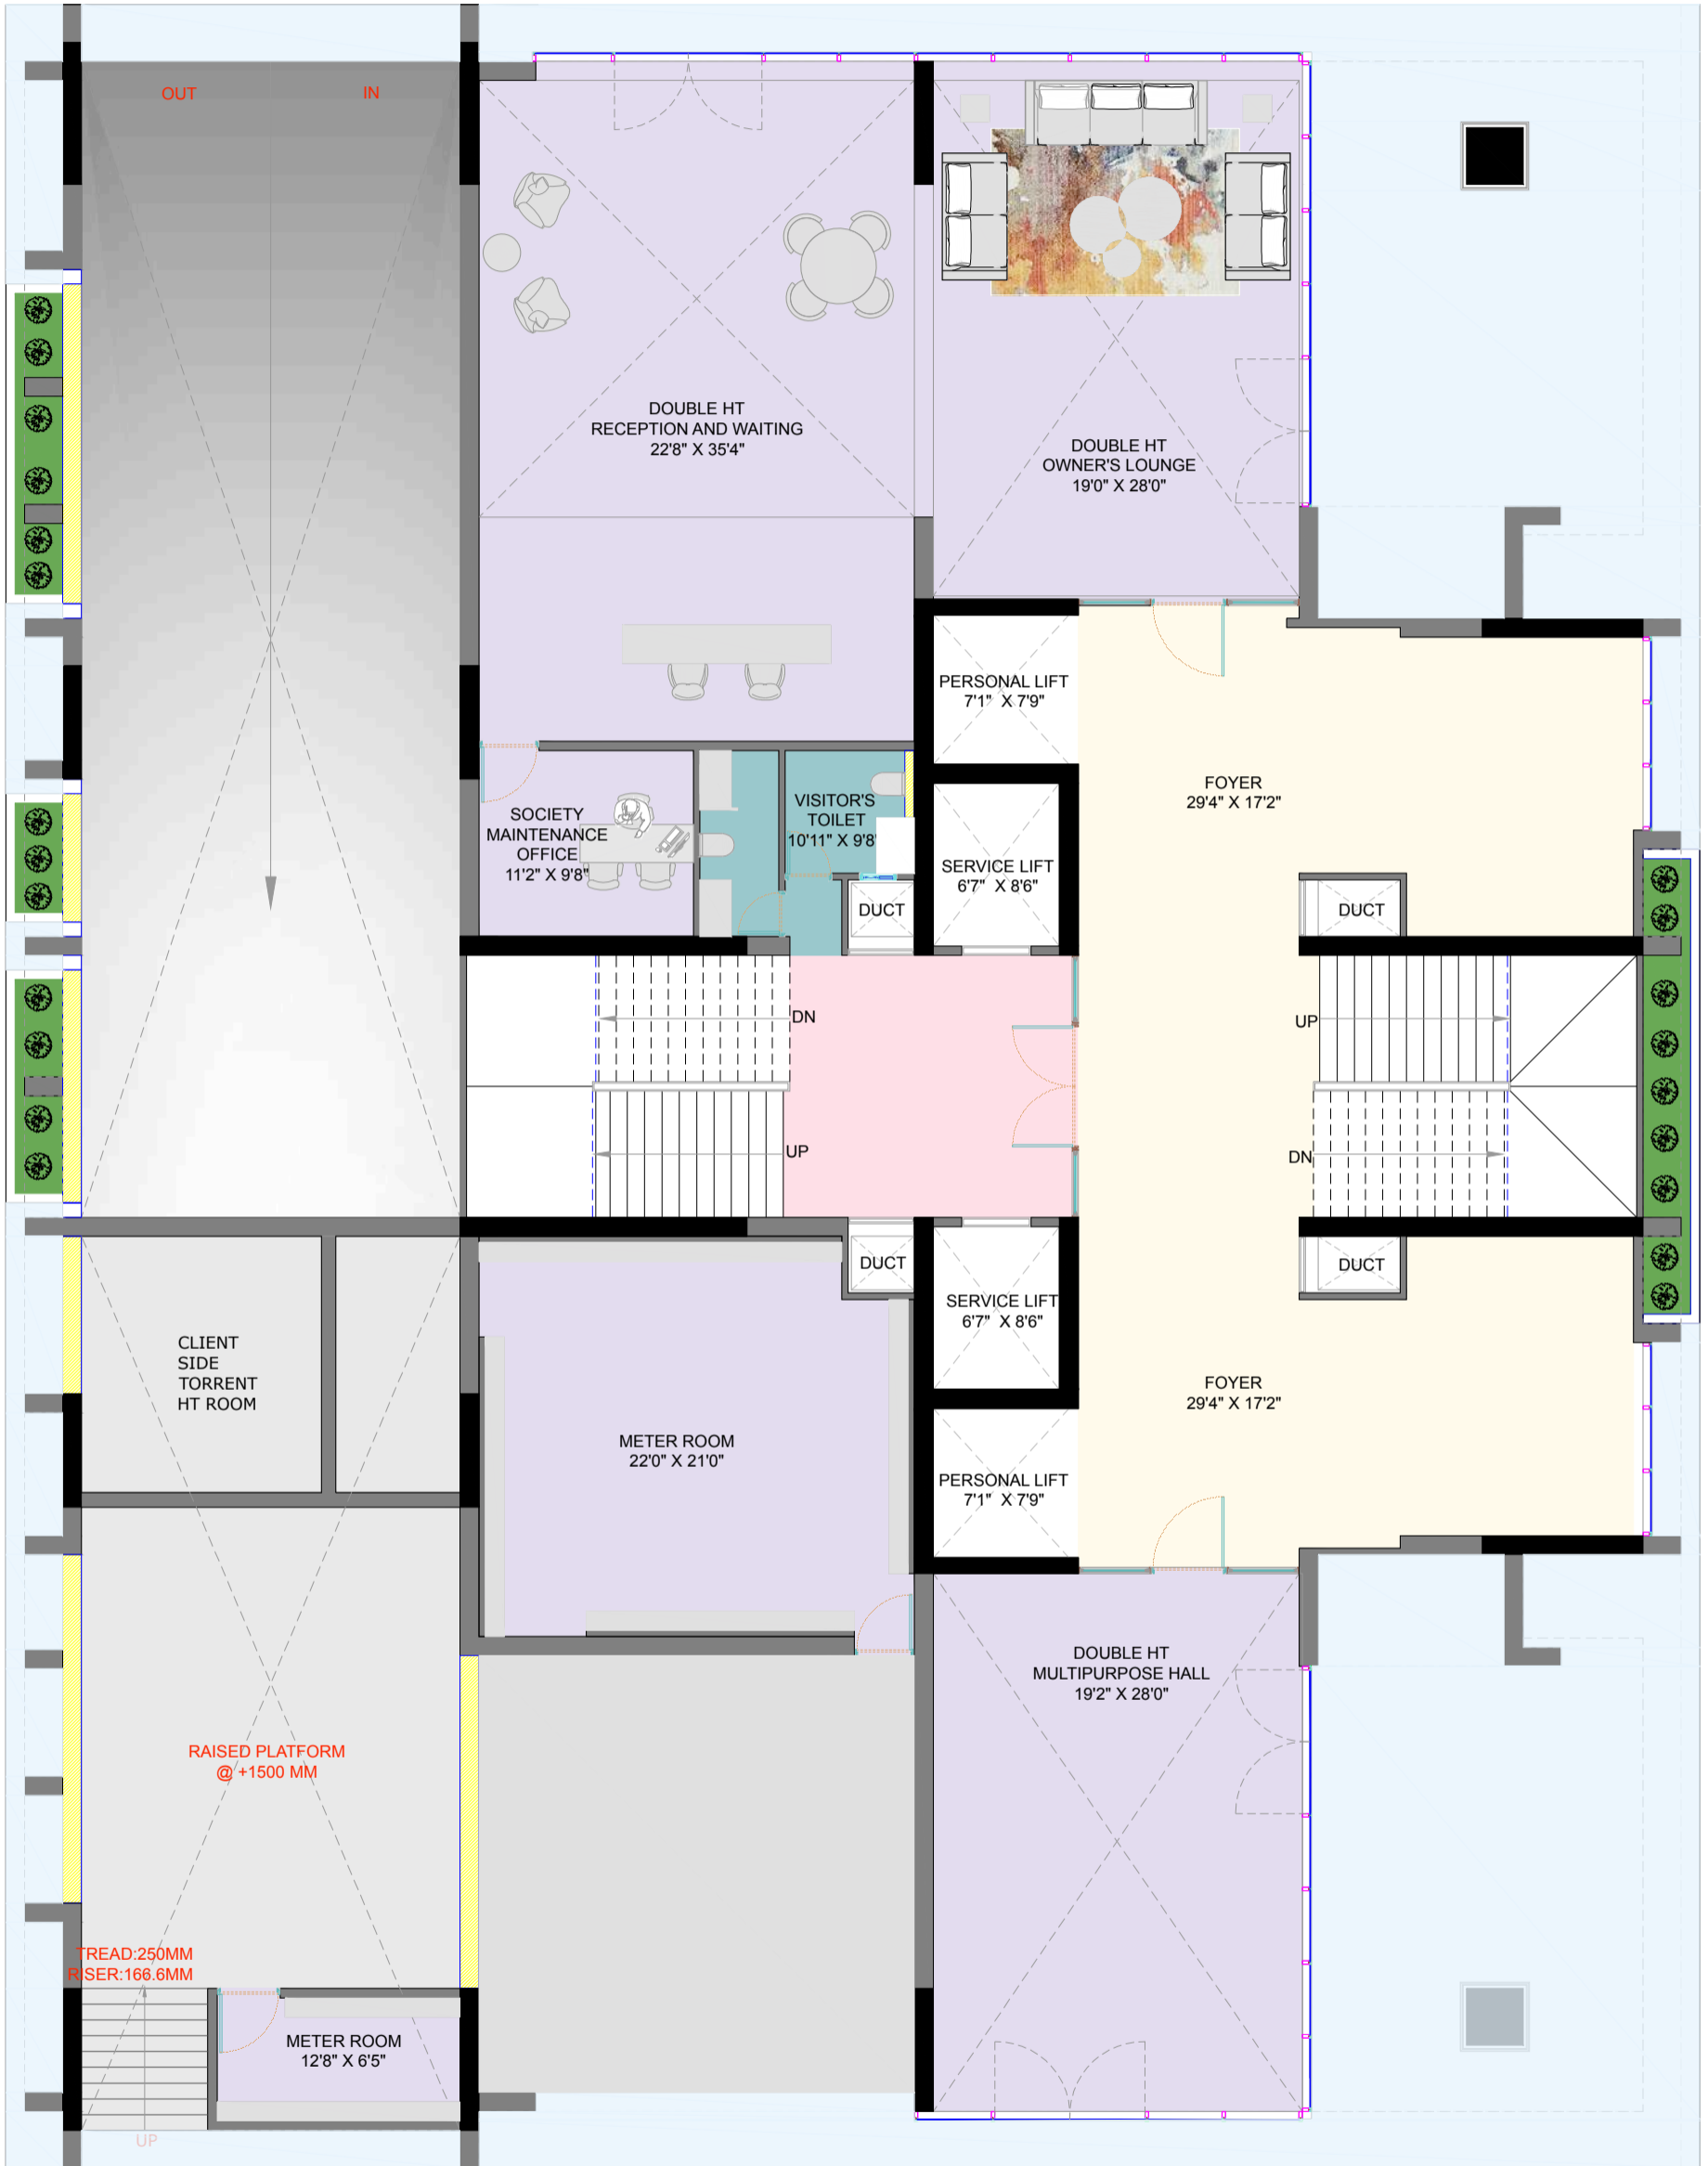 OUT
IN
DOUBLE HT
RECEPTION AND WAITING
22'8" X 35'4"
DOUBLE HT
OWNER'S LOUNGE
19'0" X 28'0"
PERSONAL LIFT
7'1" X 7'9"
FOYER
29'4" X 17'2"
SOCIETY
MAINTENANCE
OFFICE
11'2" X 9'8"
VISITOR'S
TOILET
10'11" X 9'8"
SERVICE LIFT
6'7" X 8'6"
DUCT
DUCT
DN
UP
UP
DN
DUCT
DUCT
SERVICE LIFT
6'7" X 8'6"
CLIENT
SIDE
TORRENT
HT ROOM
FOYER
29'4" X 17'2"
METER ROOM
22'0" X 21'0"
PERSONAL LIFT
7'1" X 7'9"
DOUBLE HT
MULTIPURPOSE HALL
19'2" X 28'0"
RAISED PLATFORM
@ +1500 MM
TREAD:250MM
RISER:166.6MM
METER ROOM
12'8" X 6'5"
UP